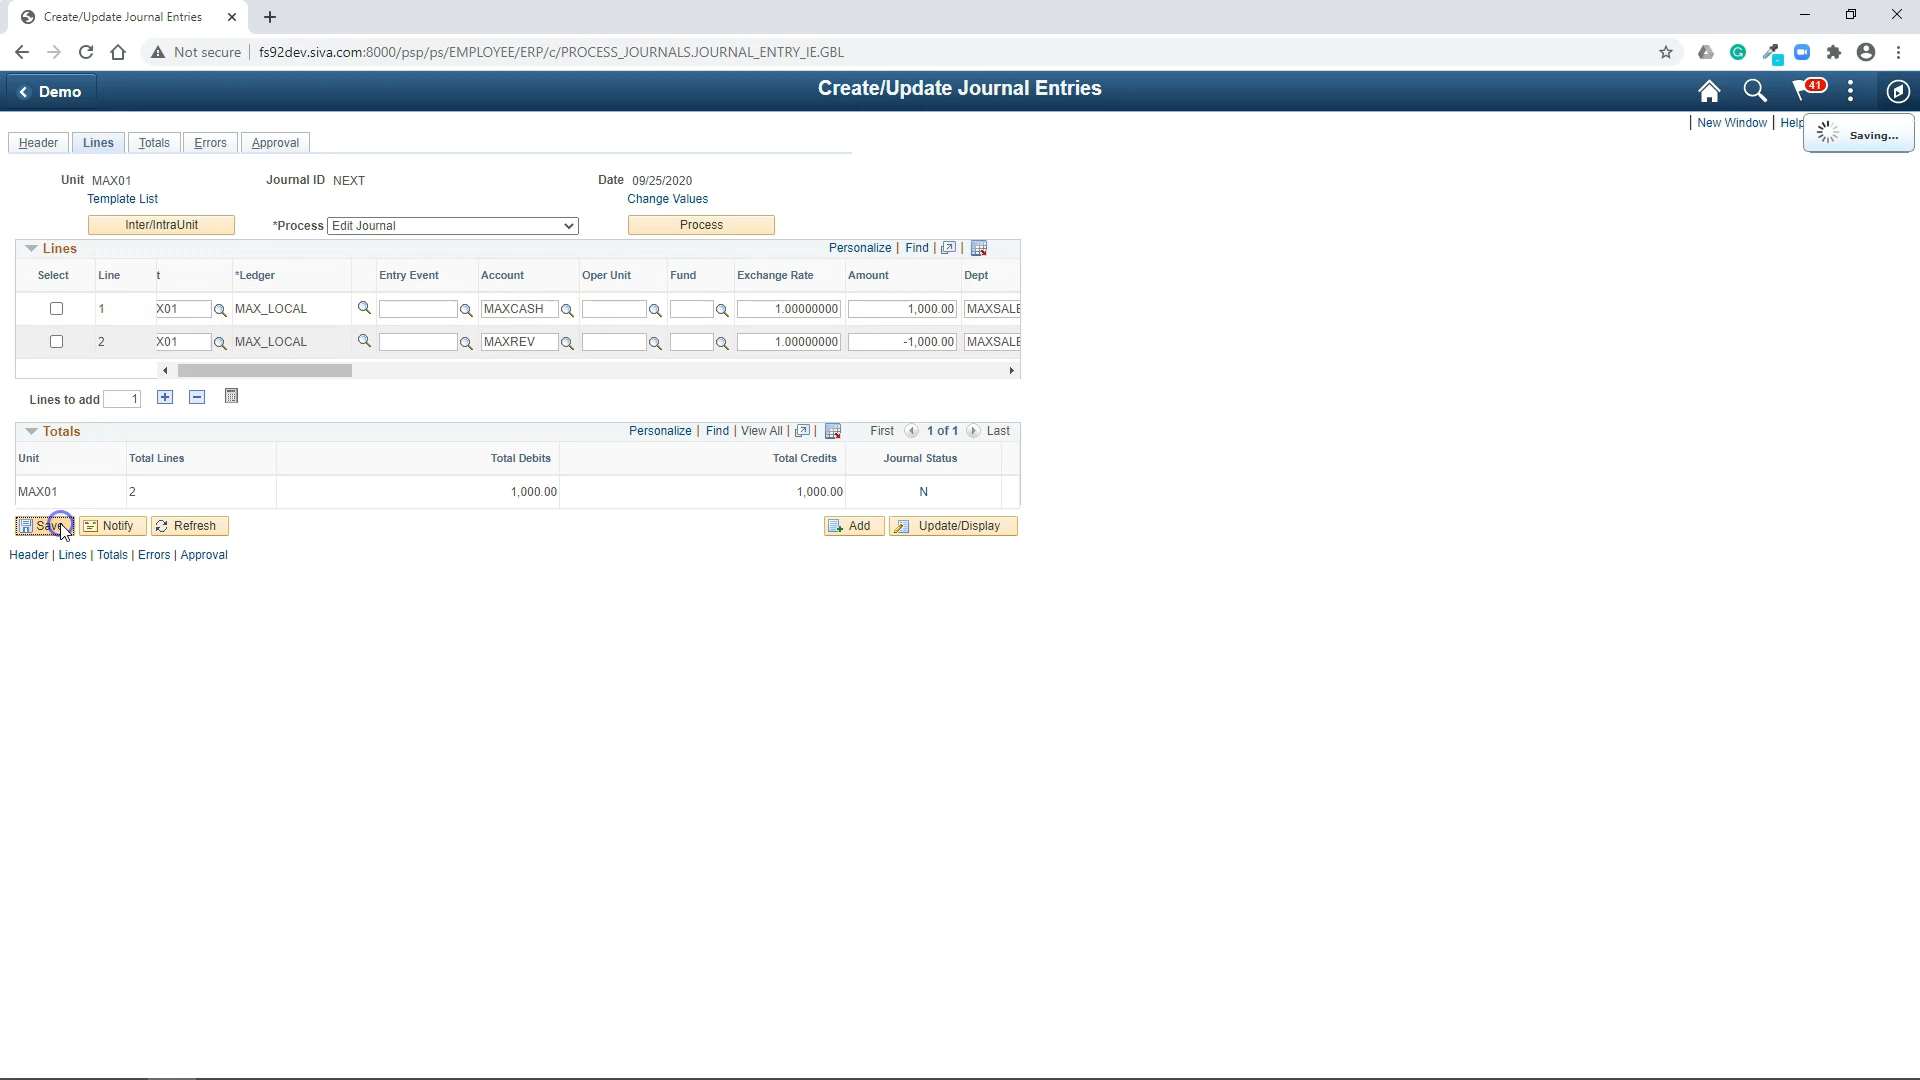 Create/Update Journal Entries
Not secure | fs92dev.siva.com:8000/psp/ps/EMPLOYEE/ERP/c/PROCESS_JOURNALS.JOURNAL_ENTRY_IE.GBL
Demo
Create/Update Journal Entries
41
New Window | Help
Saving...
Header Lines Totals Errors Approval
Unit MAX01 Journal ID NEXT Date 09/25/2020
Template List Change Values
Inter/IntraUnit *Process Edit Journal Process
Lines Personalize | Find |
Select Line t *Ledger Entry Event Account Oper Unit Fund Exchange Rate Amount Dept
1 X01 MAX_LOCAL MAXCASH 1.00000000 1,000.00 MAXSALE
2 X01 MAX_LOCAL MAXREV 1.00000000 -1,000.00 MAXSALE
Lines to add 1
Totals Personalize | Find | View All | | First 1 of 1 Last
Unit Total Lines Total Debits Total Credits Journal Status
MAX01 2 1,000.00 1,000.00 N
Save Notify Refresh Add Update/Display
Header | Lines | Totals | Errors | Approval